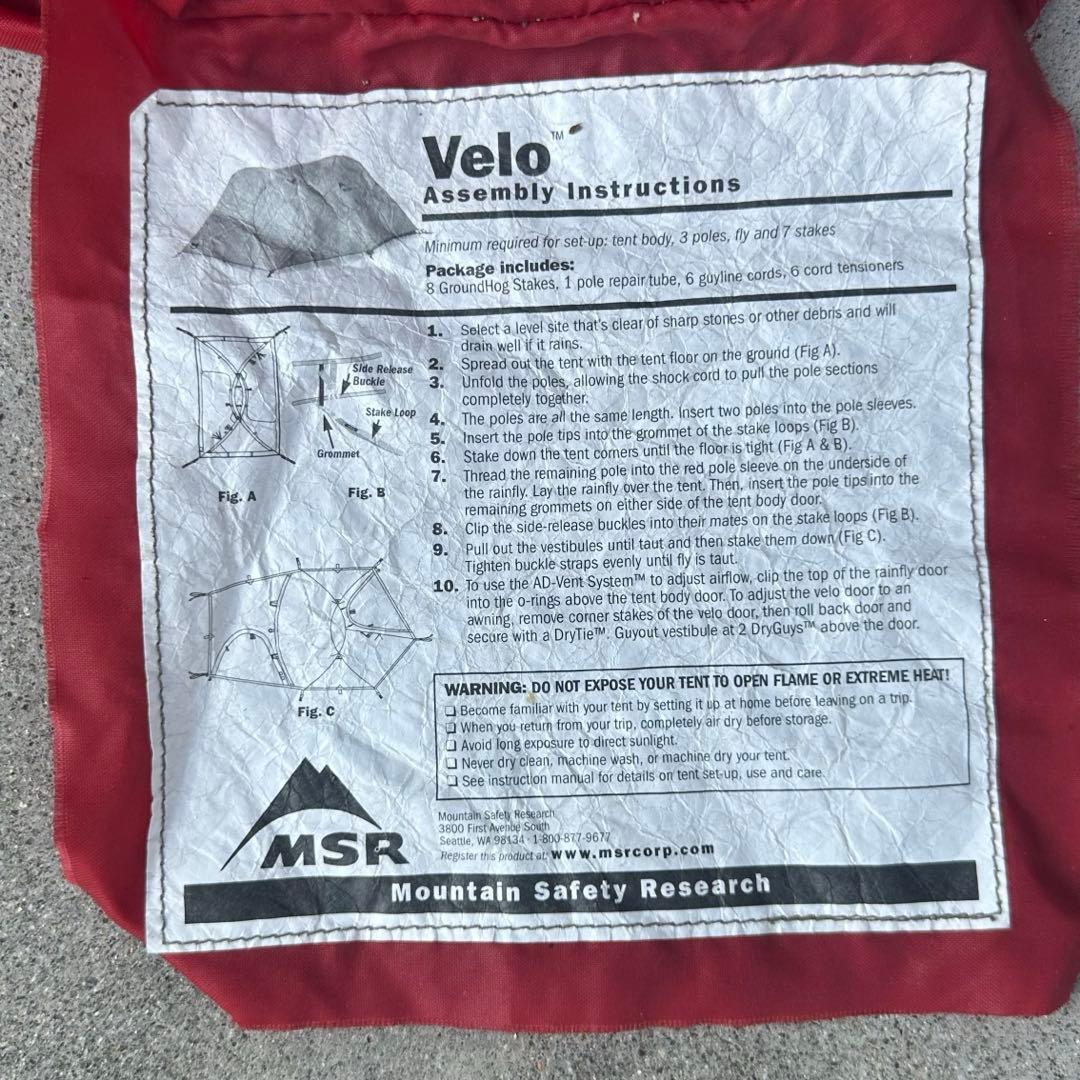 Velo™
Assembly Instructions
Minimum required for set-up: tent body, 3 poles, fly and 7 stakes
Package includes:
8 GroundHog Stakes, 1 pole repair tube, 6 guyline cords, 6 cord tensioners
Side Release
Buckle
Stake Loop
Grommet
Fig. A
Fig. B
Fig. C
1. Select a level site that's clear of sharp stones or other debris and will
drain well if it rains.
2. Spread out the tent with the tent floor on the ground (Fig A).
3. Unfold the poles, allowing the shock cord to pull the pole sections
completely together.
4. The poles are all the same length. Insert two poles into the pole sleeves.
5. Insert the pole tips into the grommet of the stake loops (Fig B).
6. Stake down the tent corners until the floor is tight (Fig A & B).
7. Thread the remaining pole into the red pole sleeve on the underside of
the rainfly. Lay the rainfly over the tent. Then, insert the pole tips into the
remaining grommets on either side of the tent body door.
8. Clip the side-release buckles into their mates on the stake loops (Fig B).
9. Pull out the vestibules until taut and then stake them down (Fig C).
Tighten buckle straps evenly until fly is taut.
10. To use the AD-Vent System™ to adjust airflow, clip the top of the rainfly door
into the o-rings above the tent body door. To adjust the velo door to an
awning, remove corner stakes of the velo door, then roll back door and
secure with a DryTie™. Guyout vestibule at 2 DryGuys™ above the door.
WARNING: DO NOT EXPOSE YOUR TENT TO OPEN FLAME OR EXTREME HEAT!
❏ Become familiar with your tent by setting it up at home before leaving on a trip.
❏ When you return from your trip, completely air dry before storage.
❏ Avoid long exposure to direct sunlight.
❏ Never dry clean, machine wash, or machine dry your tent.
❏ See instruction manual for details on tent set-up, use and care.
Mountain Safety Research
3800 First Avenue South
Seattle, WA 98134 · 1-800-877-9677
Register this product at: www.msrcorp.com
MSR
Mountain Safety Research